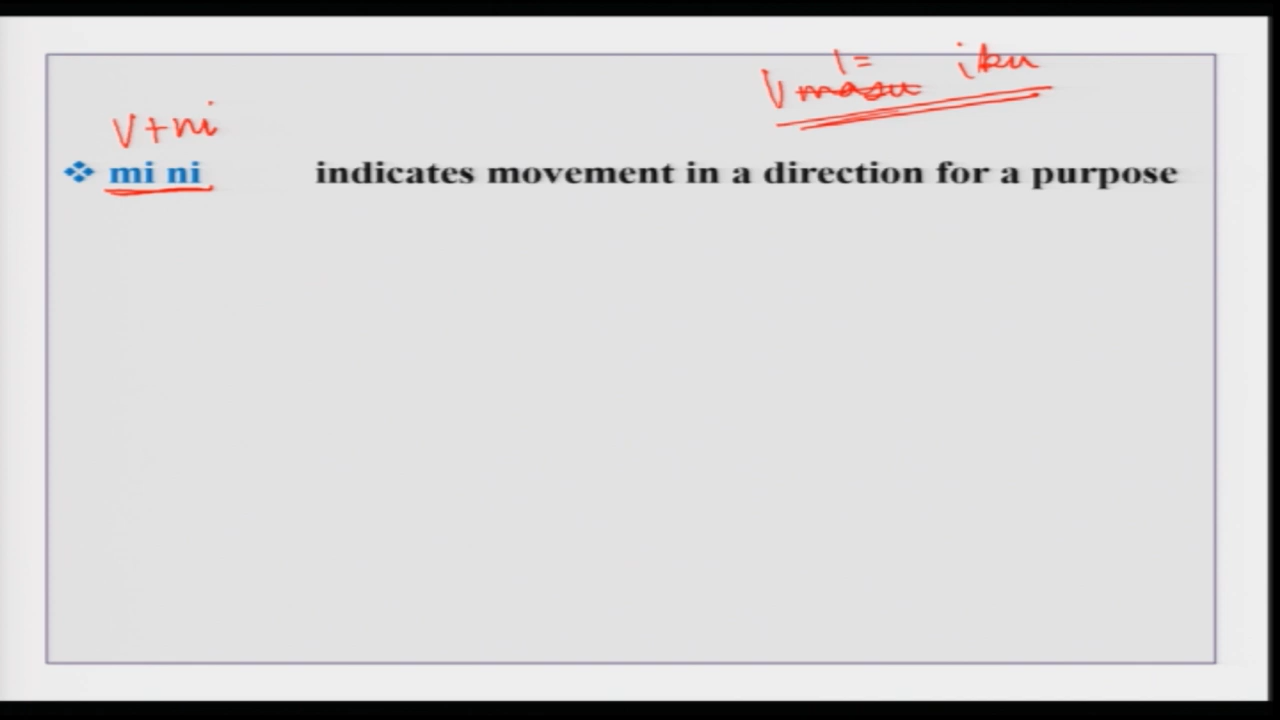 iku
Vmasu
V+ni
❖ mi ni indicates movement in a direction for a purpose